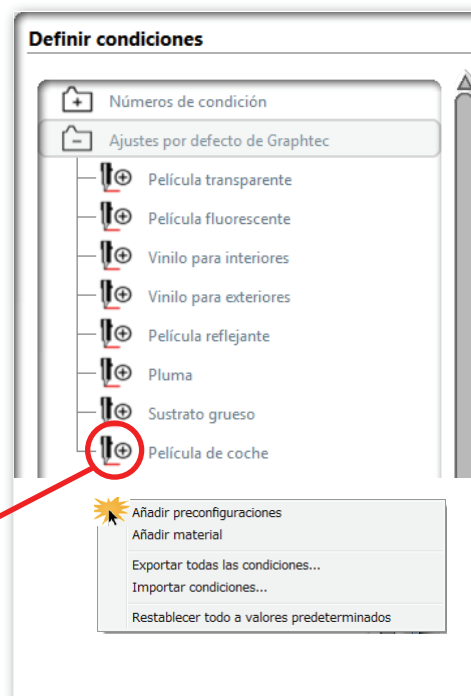 Definir condiciones
Números de condición
Ajustes por defecto de Graphtec
Película transparente
Película fluorescente
Vinilo para interiores
Vinilo para exteriores
Película reflejante
Pluma
Sustrato grueso
Película de coche
Añadir preconfiguraciones
Añadir material
Exportar todas las condiciones...
Importar condiciones...
Restablecer todo a valores predeterminados